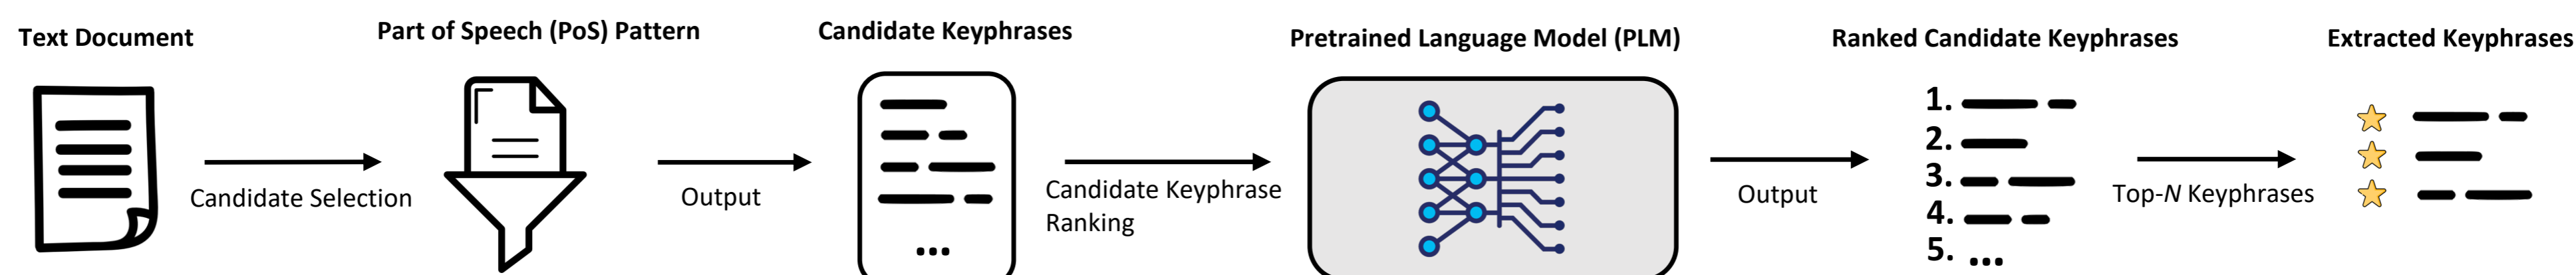 Text Document
Part of Speech (PoS) Pattern
Candidate Keyphrases
Pretrained Language Model (PLM)
Ranked Candidate Keyphrases
Extracted Keyphrases
Candidate Selection
Output
...
Candidate Keyphrase
Ranking
Output
1.
2.
3.
4.
5. ...
Top-N Keyphrases